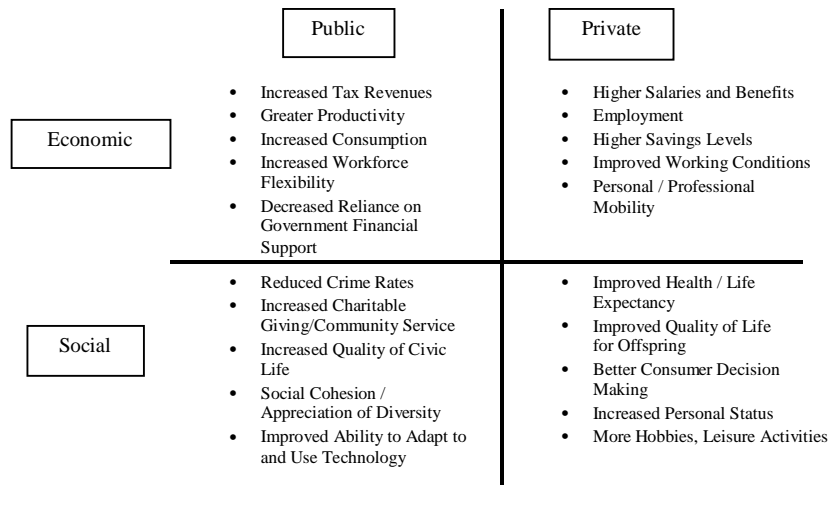 Public
Private
Economic
• Increased Tax Revenues
• Greater Productivity
• Increased Consumption
• Increased Workforce
Flexibility
• Decreased Reliance on
Government Financial
Support
• Higher Salaries and Benefits
• Employment
• Higher Savings Levels
• Improved Working Conditions
• Personal / Professional
Mobility
Social
• Reduced Crime Rates
• Increased Charitable
Giving/Community Service
• Increased Quality of Civic
Life
• Social Cohesion /
Appreciation of Diversity
• Improved Ability to Adapt to
and Use Technology
• Improved Health / Life
Expectancy
• Improved Quality of Life
for Offspring
• Better Consumer Decision
Making
• Increased Personal Status
• More Hobbies, Leisure Activities